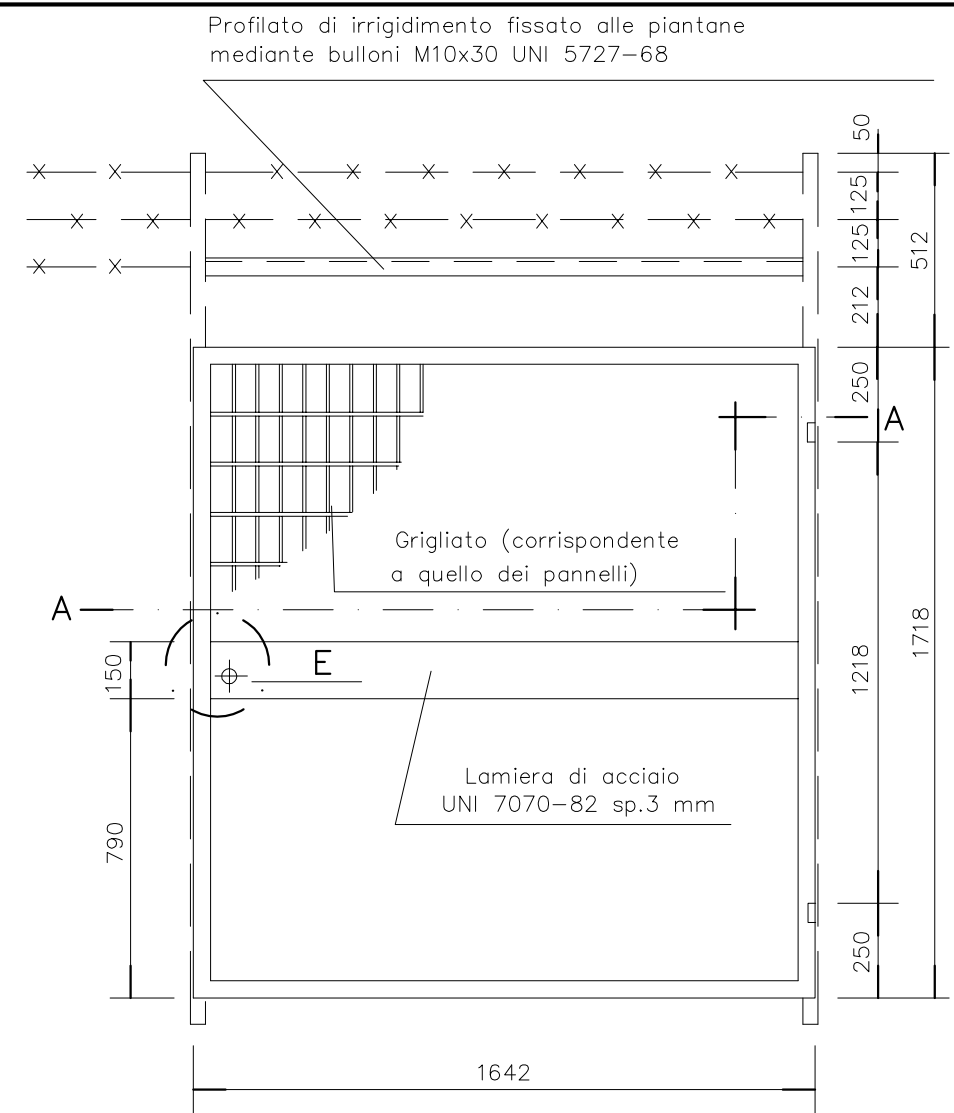 Profilato di irrigidimento fissato alle piantane
mediante bulloni M10x30 UNI 5727-68
50
125
125
512
212
250
A
Grigliato (corrispondente
a quello dei pannelli)
A
150
E
1218
1718
Lamiera di acciaio
UNI 7070-82 sp.3 mm
790
250
1642